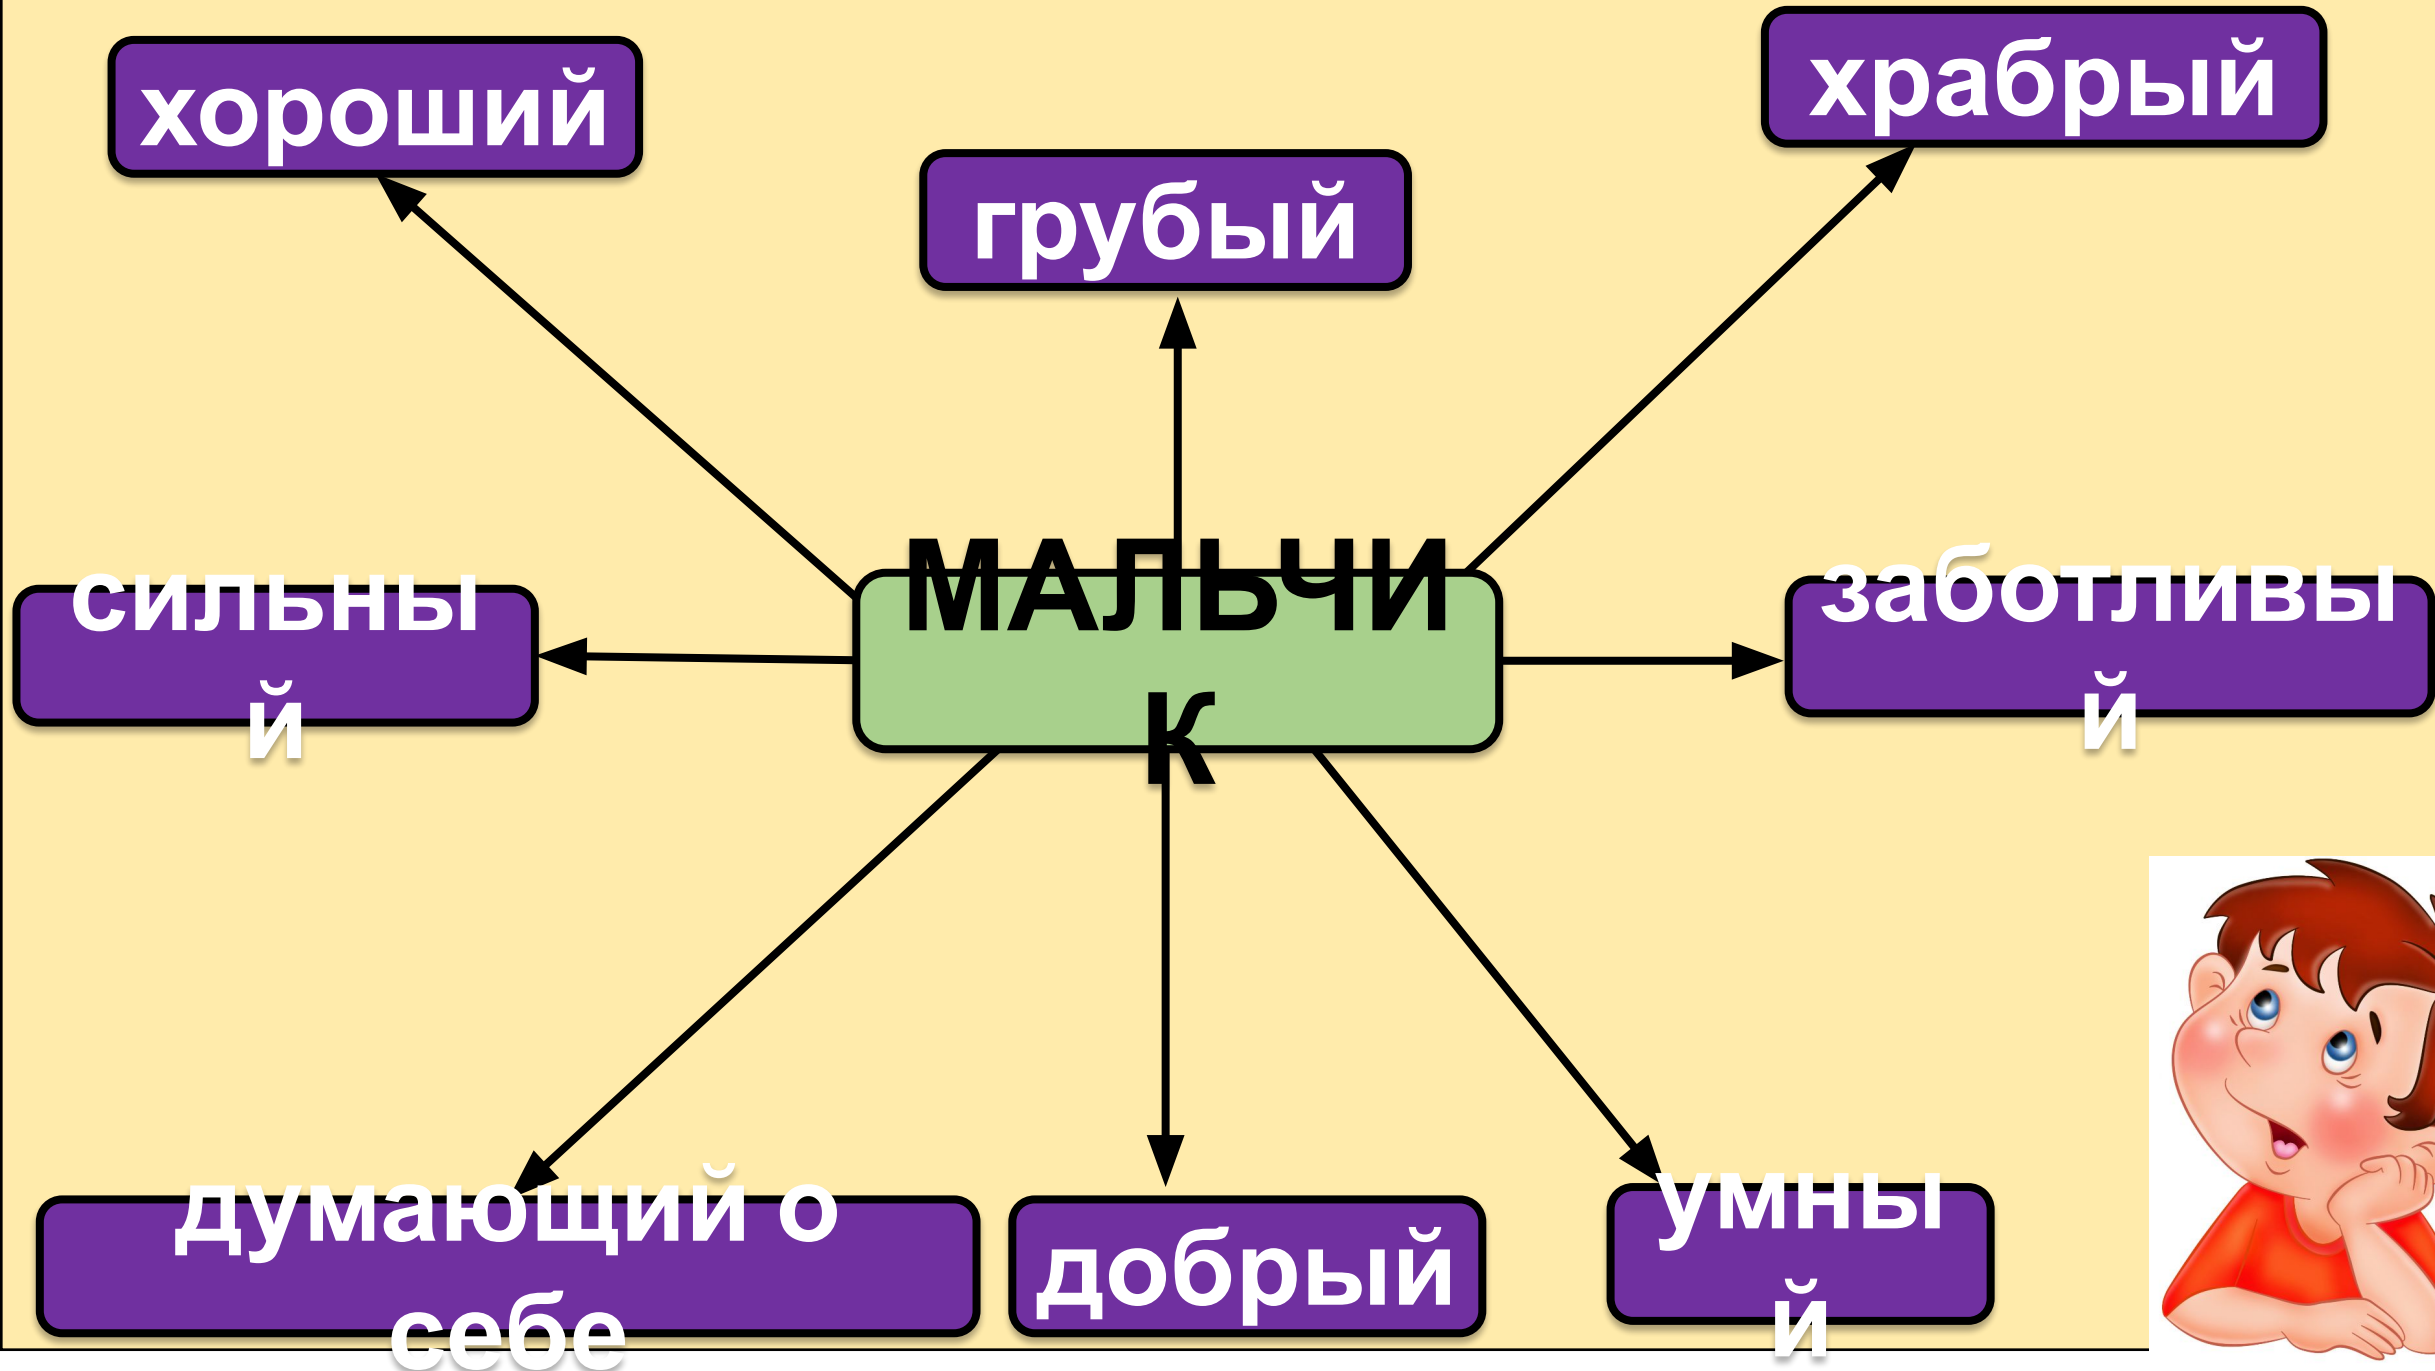 хороший
храбрый
грубый
МАЛЬЧИ
К
сильны
й
заботливы
й
думающий о
себе
добрый
умны
й